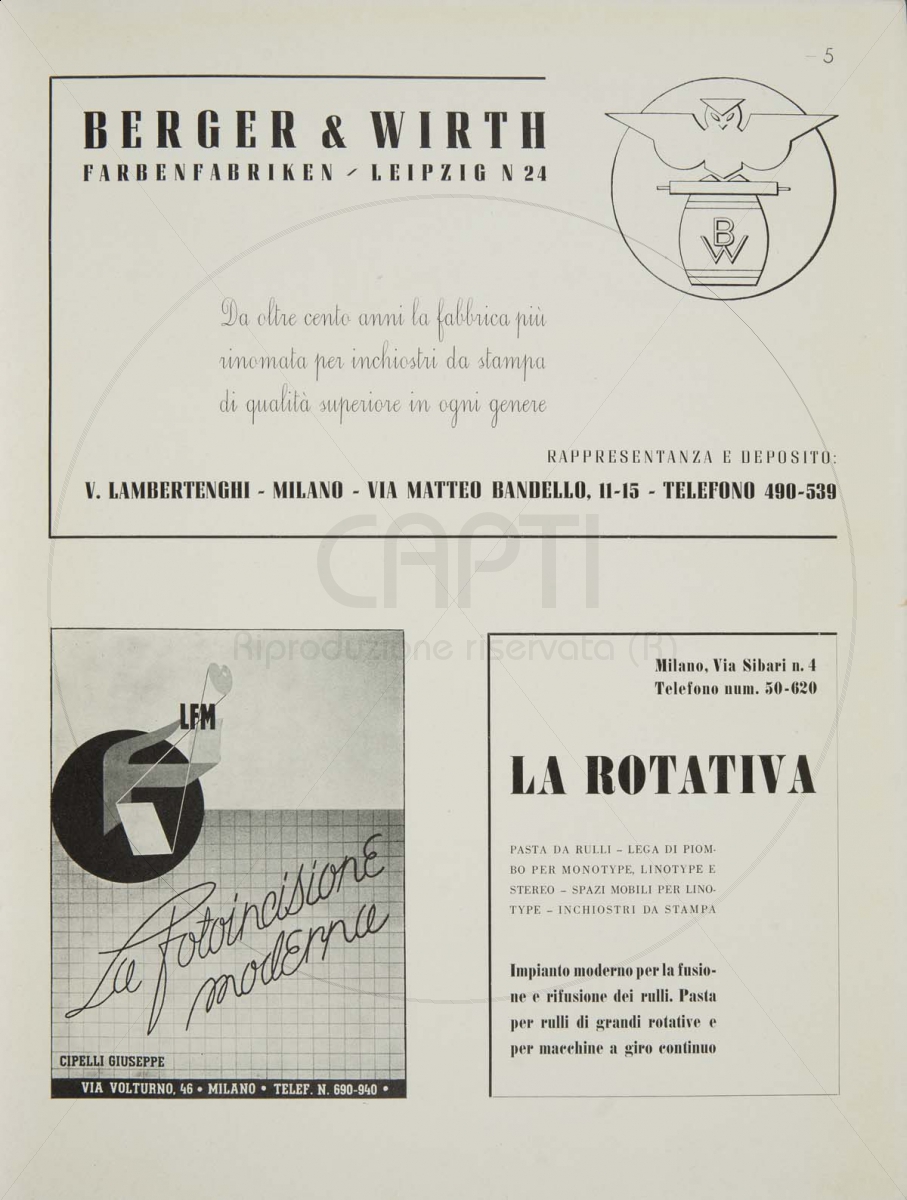 5
BERGER & WIRTH
FARBENFABRIKEN - LEIPZIG N 24
B
W
Da oltre cento anni la fabbrica più
rinomata per inchiostri da stampa
di qualità superiore in ogni genere
RAPPRESENTANZA E DEPOSITO:
V. LAMBERTENGHI - MILANO - VIA MATTEO BANDELLO, 11-15 - TELEFONO 490-539
CAPTI
Riproduzione riservata (R)
LFM
La fotoincisione
moderna
CIPELLI GIUSEPPE
VIA VOLTURNO, 46 • MILANO • TELEF. N. 690-940 •
Milano, Via Sibari n. 4
Telefono num. 50-620
LA ROTATIVA
PASTA DA RULLI – LEGA DI PIOM-
BO PER MONOTYPE, LINOTYPE E
STEREO – SPAZI MOBILI PER LINO-
TYPE – INCHIOSTRI DA STAMPA
Impianto moderno per la fusio-
ne e rifusione dei rulli. Pasta
per rulli di grandi rotative e
per macchine a giro continuo